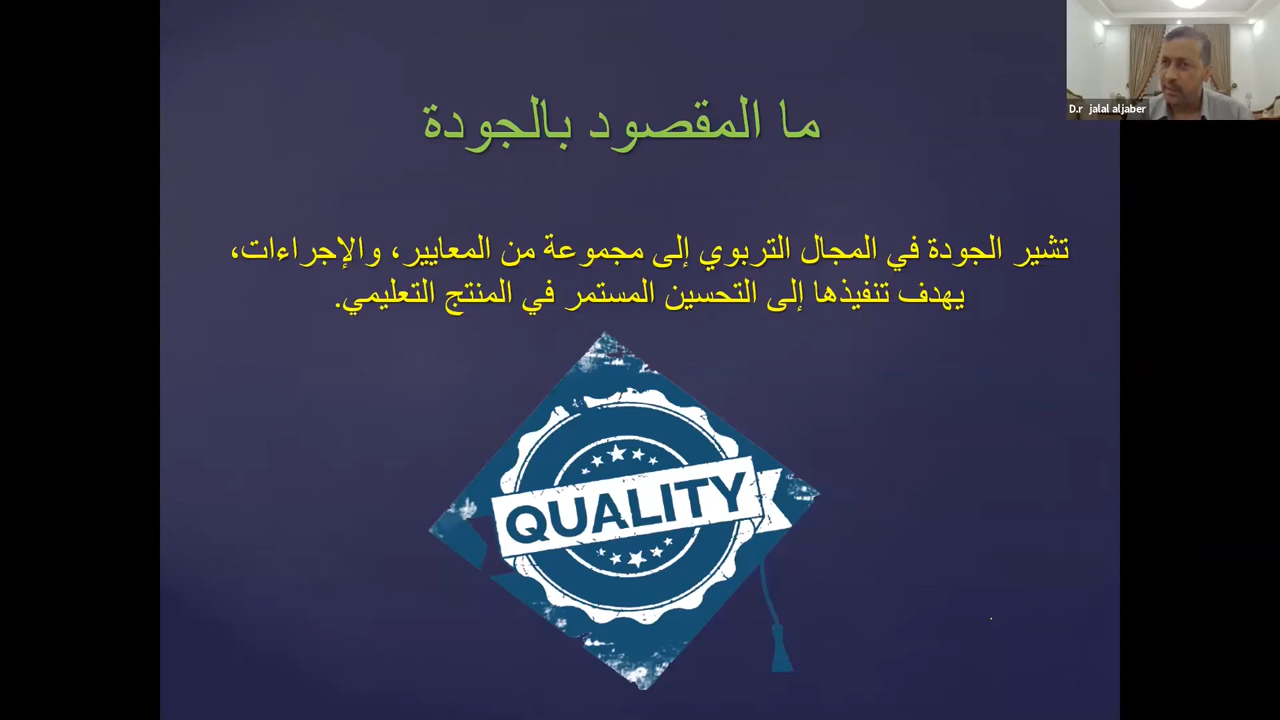 D.r jalal aljaber
ما المقصود بالجودة
تشير الجودة في المجال التربوي إلى مجموعة من المعايير، والإجراءات،
يهدف تنفيذها إلى التحسين المستمر في المنتج التعليمي.
QUALITY